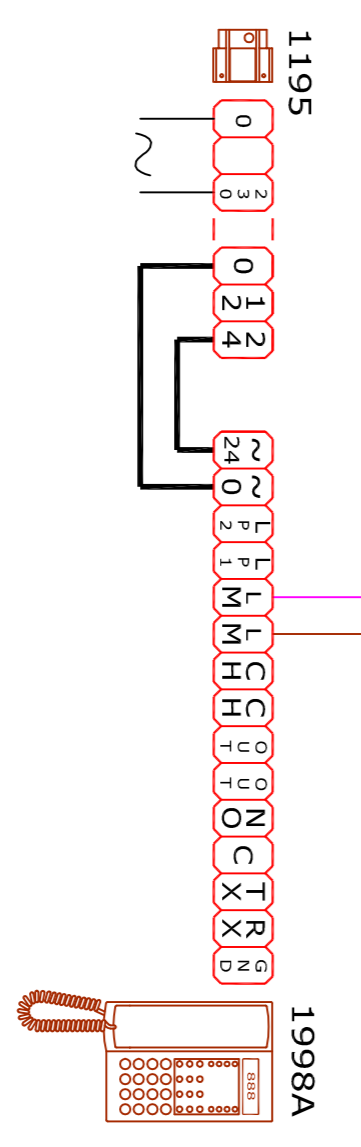 1195
0
230
0
12
24
~24
~0
LP2
LP1
LM
LM
CH
CH
OUT
OUT
NO
C
TX
RX
GND
1998A
888